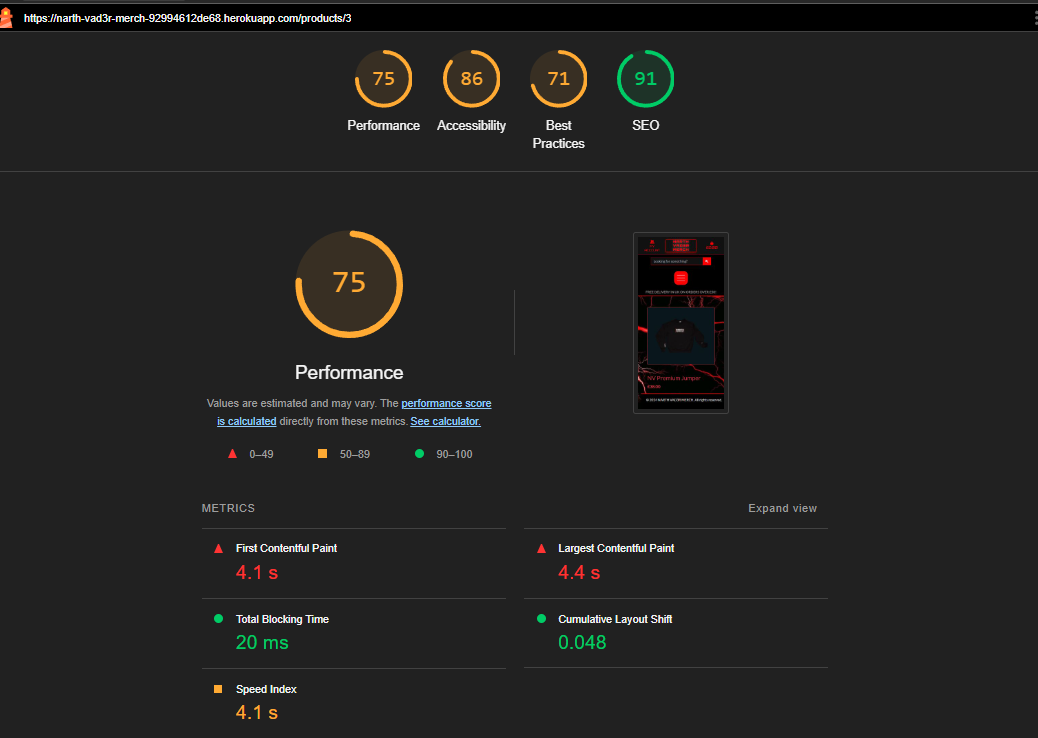 https://narth-vad3r-merch-92994612de68.herokuapp.com/products/3
75
86
71
91
Performance
Accessibility
Best
Practices
SEO
75
Performance
Values are estimated and may vary. The performance score
is calculated directly from these metrics. See calculator.
0–49
50–89
90–100
NV Premium Jumper
METRICS
Expand view
First Contentful Paint
4.1 s
Largest Contentful Paint
4.4 s
Total Blocking Time
20 ms
Cumulative Layout Shift
0.048
Speed Index
4.1 s